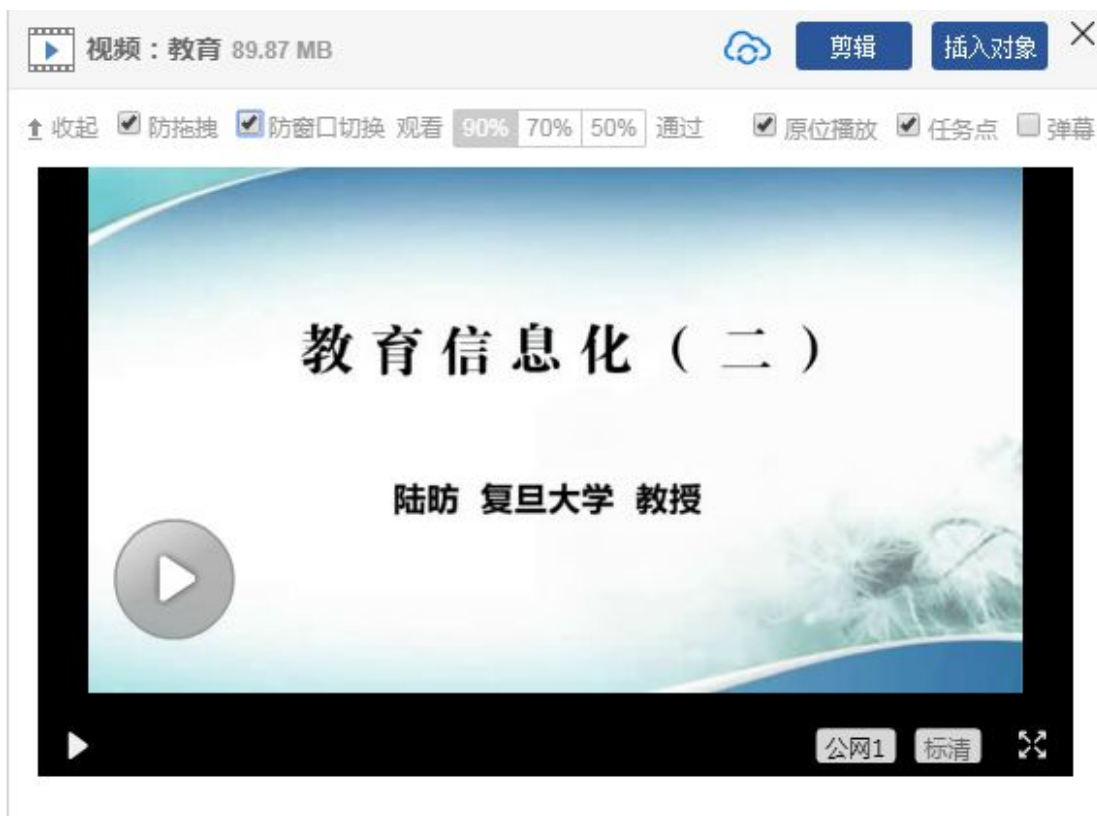 视频：教育 89.87 MB 剪辑 插入对象
收起 防拖拽 防窗口切换 观看 90% 70% 50% 通过 原位播放 任务点 弹幕
教育信息化（二）
陆昉 复旦大学 教授
公网1 标清